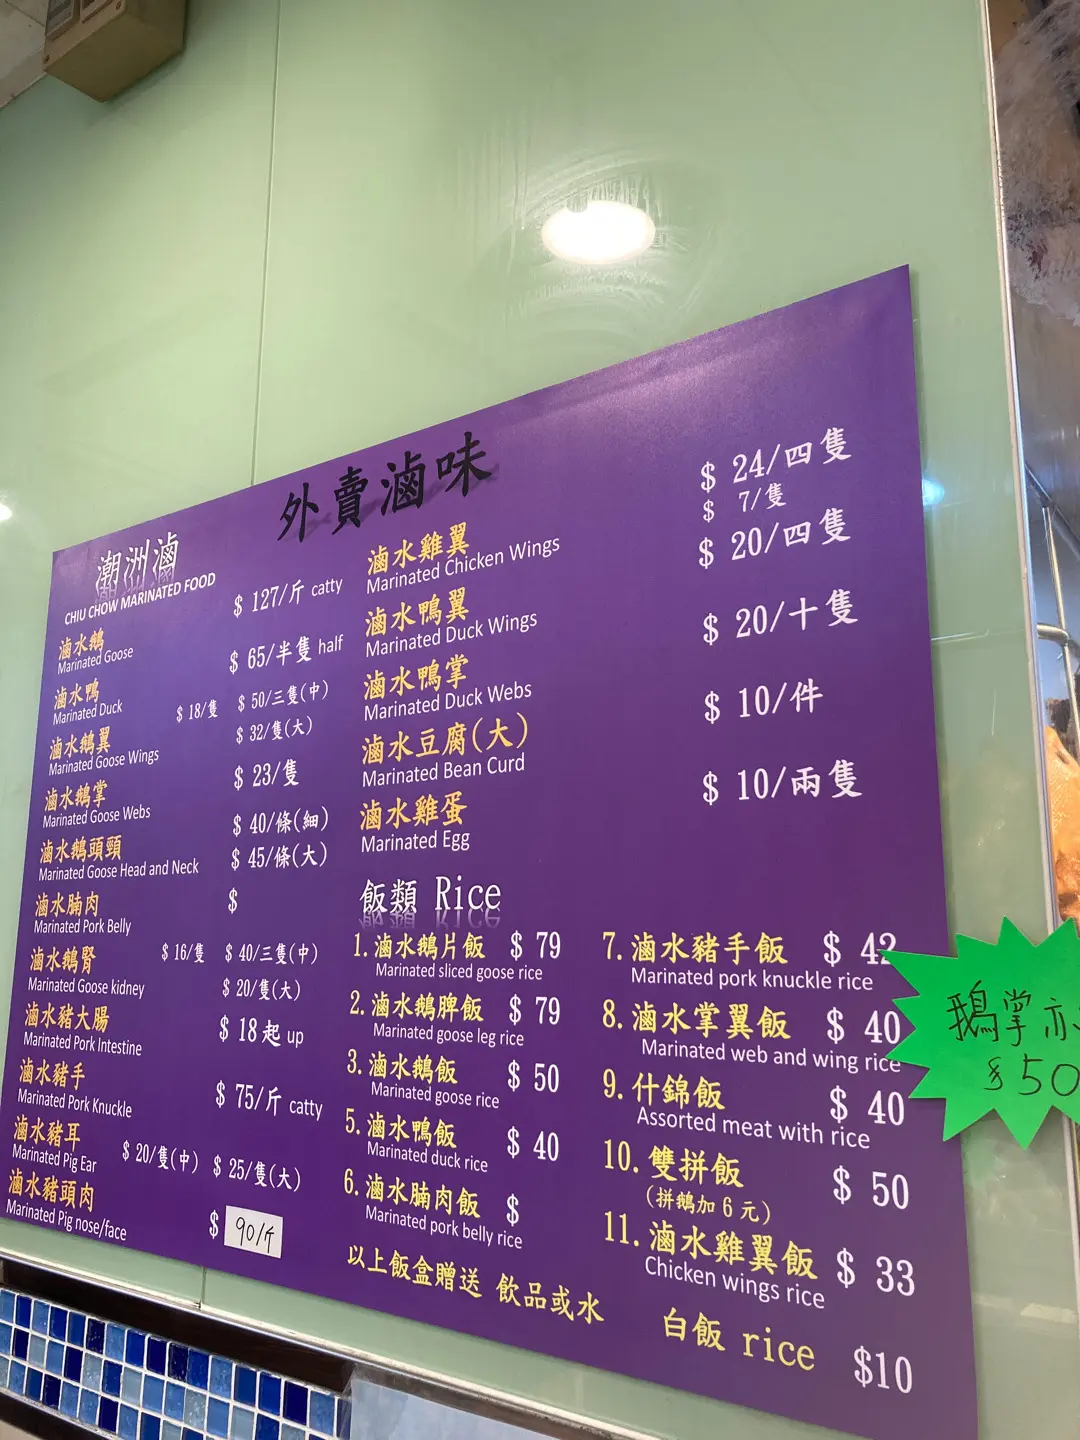 外賣滷味
潮洲滷
CHIU CHOW MARINATED FOOD
滷水鵝 $ 127/斤 catty
Marinated Goose
滷水鴨 $ 65/半隻 half
Marinated Duck
滷水鵝翼 $ 18/隻 $ 50/三隻(中)
Marinated Goose Wings $ 32/隻(大)
滷水鵝掌 $ 23/隻
Marinated Goose Webs
滷水鵝頭頸 $ 40/條(細)
Marinated Goose Head and Neck $ 45/條(大)
滷水腩肉 $
Marinated Pork Belly
滷水鵝腎 $ 16/隻 $ 40/三隻(中)
Marinated Goose kidney $ 20/隻(大)
滷水豬大腸 $ 18起 up
Marinated Pork Intestine
滷水豬手 $ 75/斤 catty
Marinated Pork Knuckle
滷水豬耳 $ 20/隻(中) $ 25/隻(大)
Marinated Pig Ear
滷水豬頭肉 $ 90/斤
Marinated Pig nose/face
滷水雞翼 $ 24/四隻
Marinated Chicken Wings $ 7/隻
滷水鴨翼 $ 20/四隻
Marinated Duck Wings
滷水鴨掌 $ 20/十隻
Marinated Duck Webs
滷水豆腐(大) $ 10/件
Marinated Bean Curd
滷水雞蛋 $ 10/兩隻
Marinated Egg
飯類 Rice
1. 滷水鵝片飯 $ 79
Marinated sliced goose rice
2. 滷水鵝脾飯 $ 79
Marinated goose leg rice
3. 滷水鵝飯 $ 50
Marinated goose rice
5. 滷水鴨飯 $ 40
Marinated duck rice
6. 滷水腩肉飯 $
Marinated pork belly rice
7. 滷水豬手飯 $ 42
Marinated pork knuckle rice
8. 滷水掌翼飯 $ 40
Marinated web and wing rice
9. 什錦飯 $ 40
Assorted meat with rice
10. 雙拼飯 $ 50
(拼鵝加 6 元)
11. 滷水雞翼飯 $ 33
Chicken wings rice
以上飯盒贈送 飲品或水
白飯 rice $10
鵝掌亦
$50